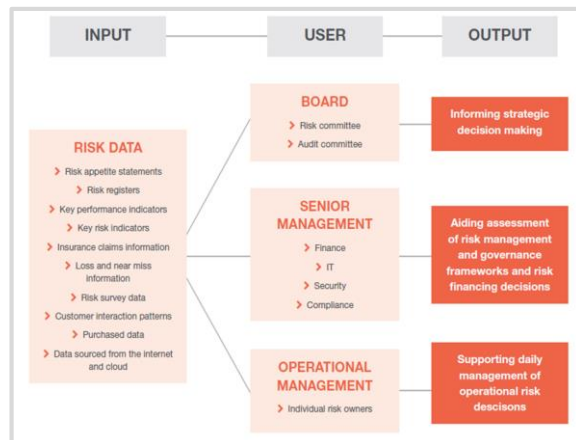 INPUT
USER
OUTPUT
RISK DATA
Risk appetite statements
Risk registers
Key performance indicators
Key risk indicators
Insurance claims information
Loss and near miss
information
Risk survey data
Customer interaction patterns
Purchased data
Data sourced from the internet
and cloud
BOARD
Risk committee
Audit committee
SENIOR
MANAGEMENT
Finance
IT
Security
Compliance
OPERATIONAL
MANAGEMENT
Individual risk owners
Informing strategic
decision making
Aiding assessment
of risk management
and governance
frameworks and risk
financing decisions
Supporting daily
management of
operational risk
descisons